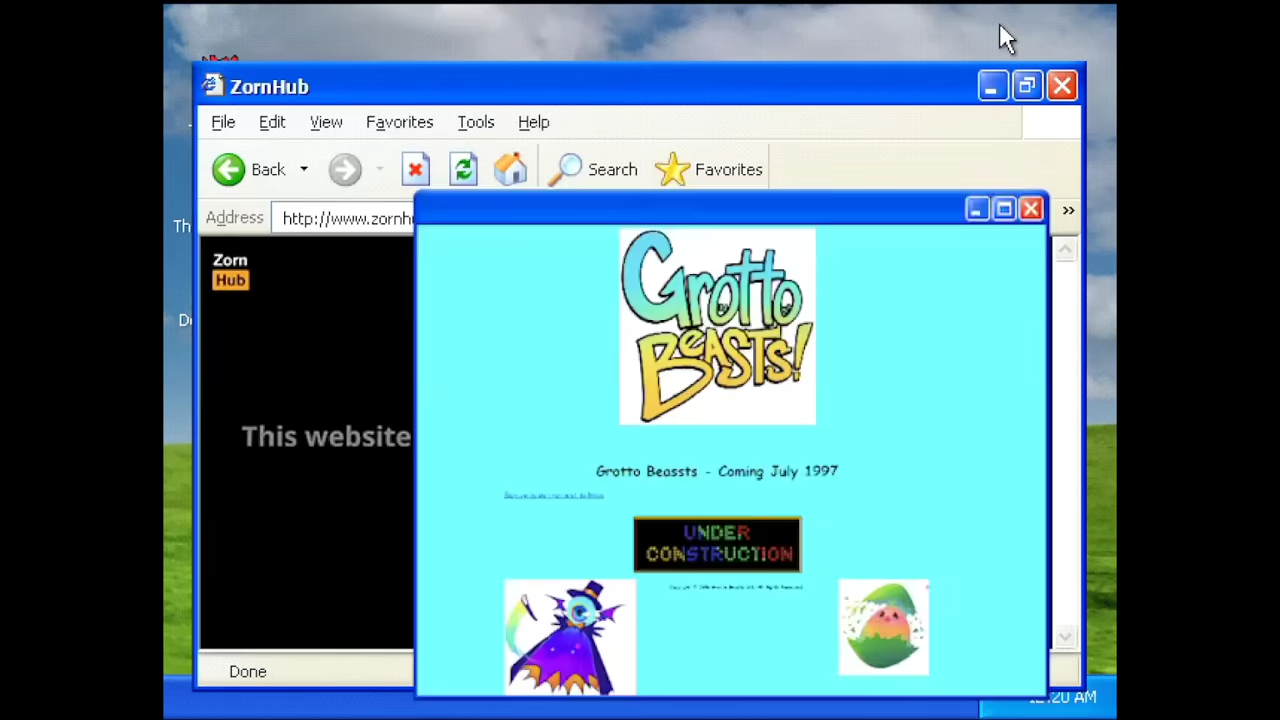 ZornHub
File Edit View Favorites Tools Help
Back Search Favorites
Address http://www.zornh
Zorn
Hub
This website
Grotto
BEASTS!
Grotto Beassts - Coming July 1997
UNDER
CONSTRUCTION
Done
AM